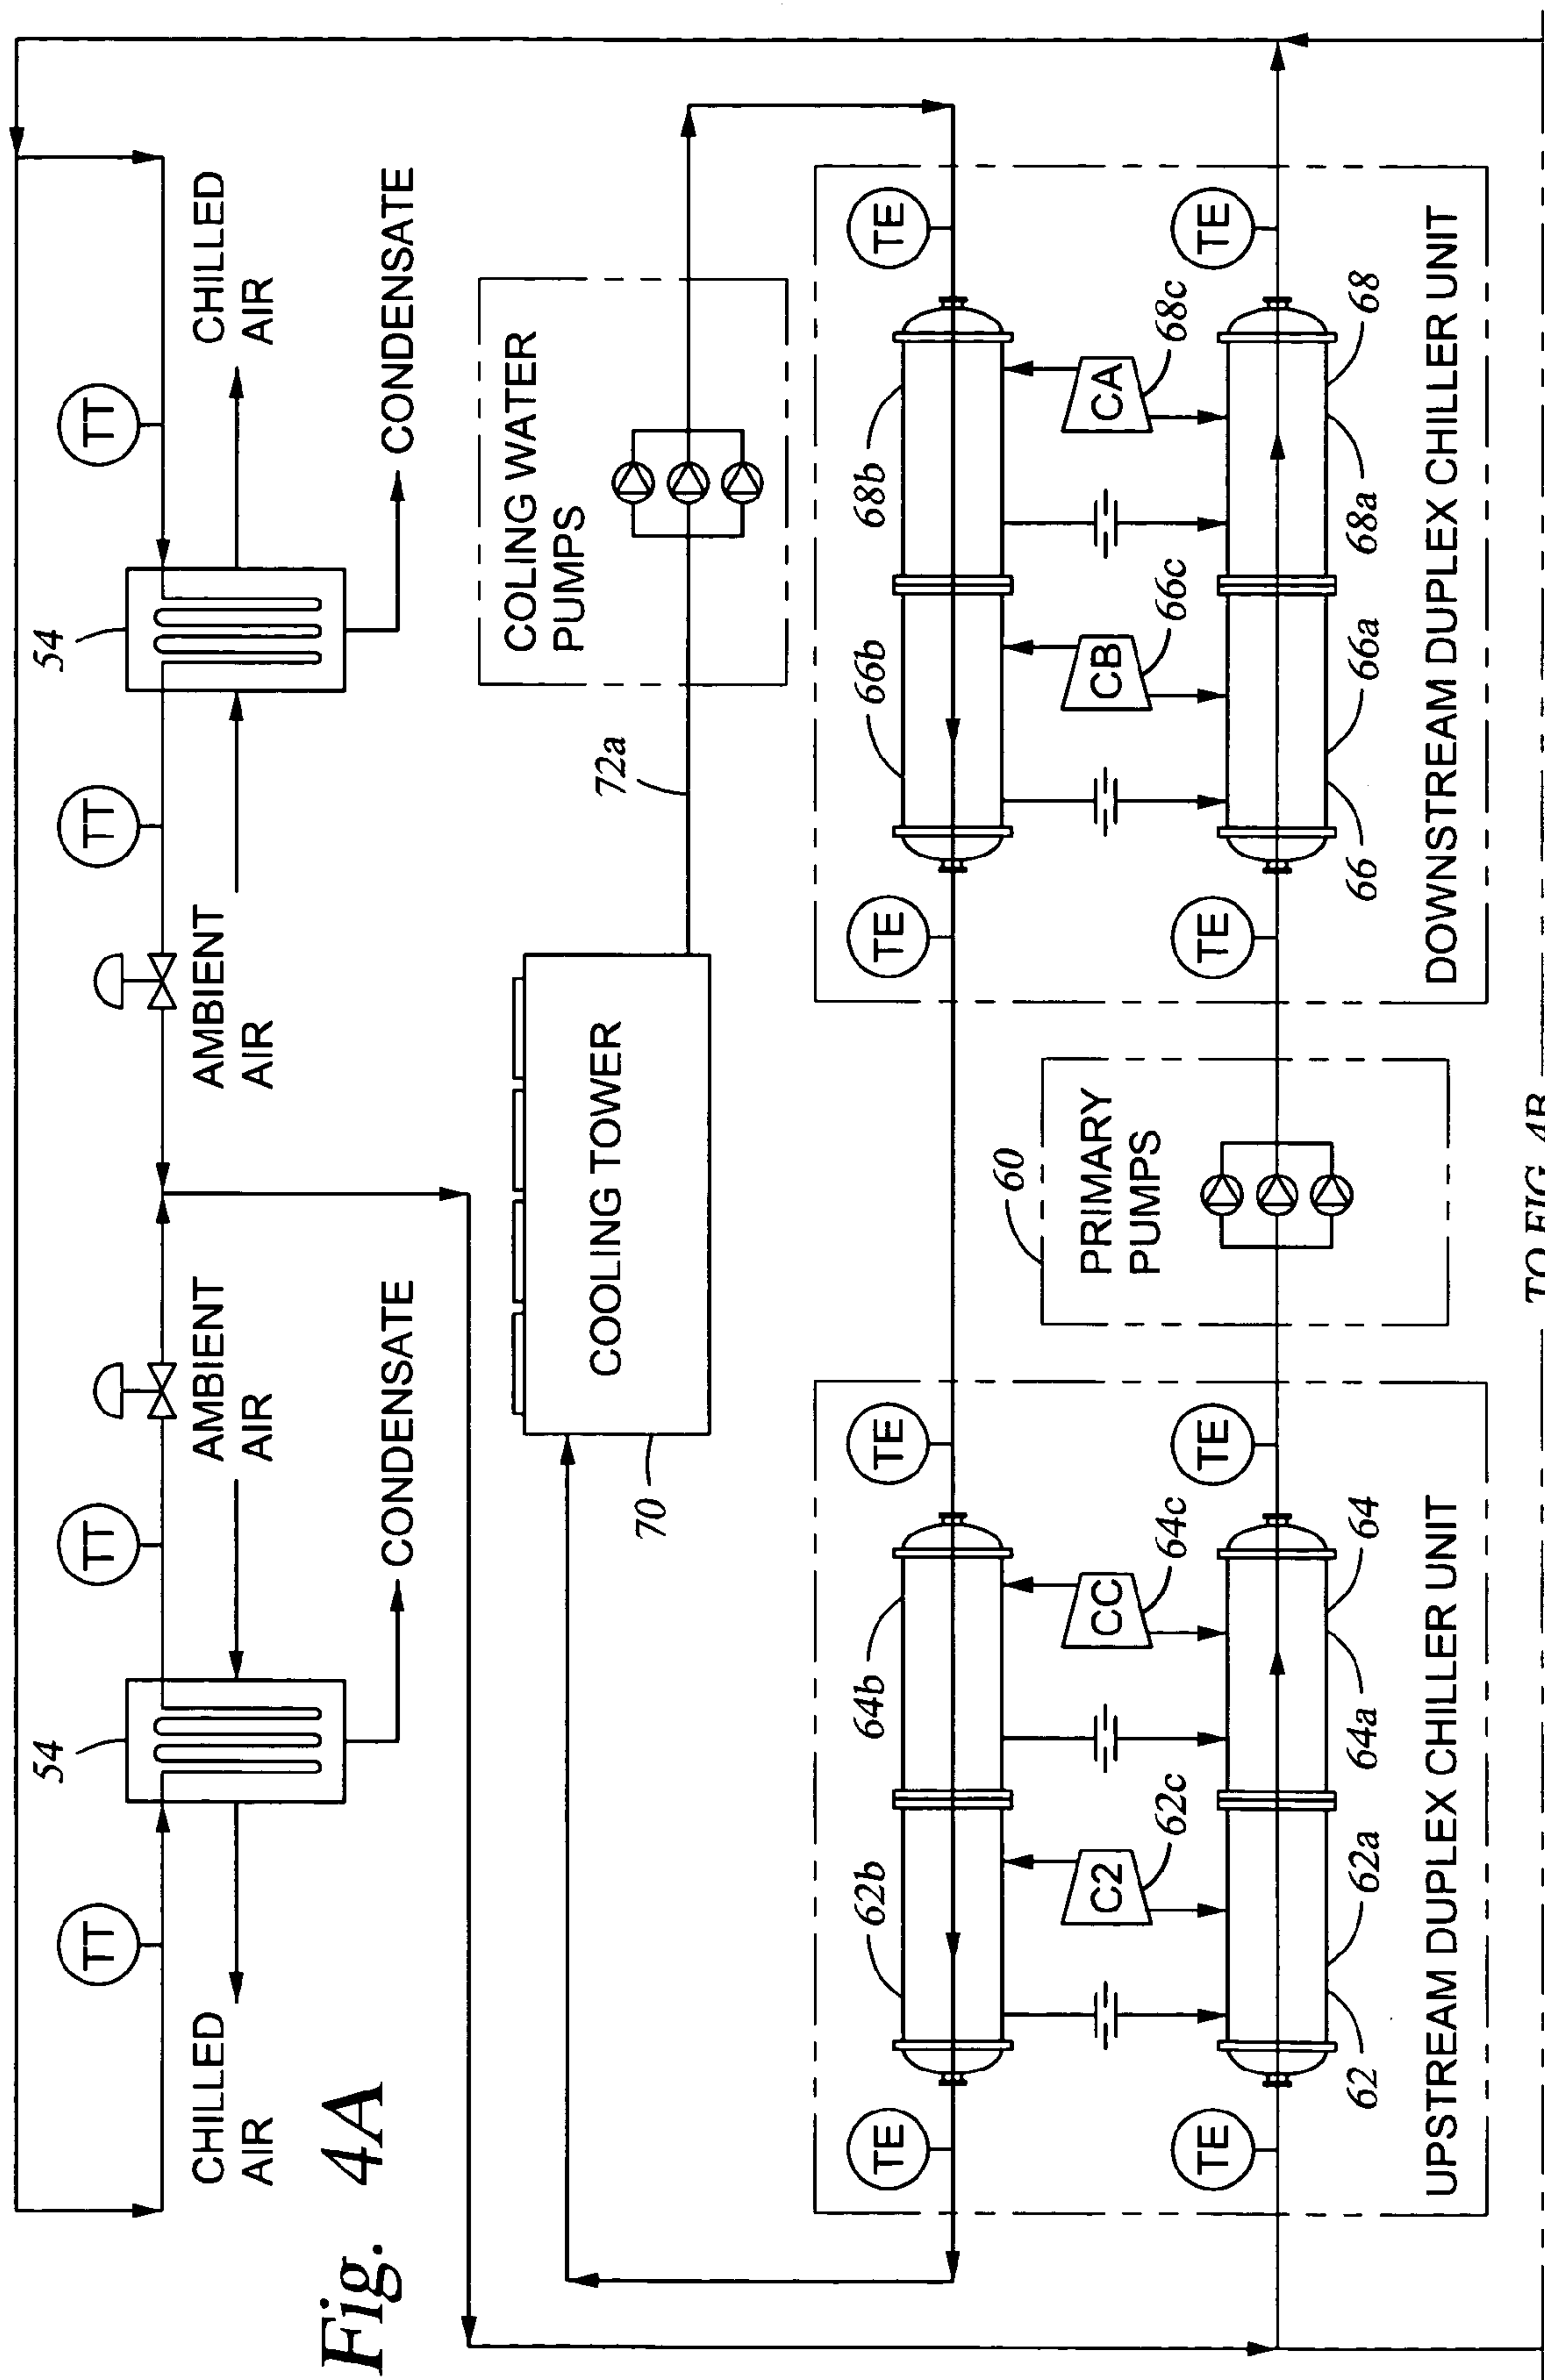 Fig. 4A
54
TT
TT
CHILLED
AIR
AMBIENT
AIR
CONDENSATE
54
TT
TT
AMBIENT
AIR
CHILLED
AIR
CONDENSATE
70
COOLING TOWER
72a
COLING WATER
PUMPS
TE
62b
64b
TE
C2
62c
CC
64c
TE
62
62a
64a
64
TE
UPSTREAM DUPLEX CHILLER UNIT
60
PRIMARY
PUMPS
TE
66b
68b
TE
CB
66c
CA
68c
TE
66
66a
68a
68
TE
DOWNSTREAM DUPLEX CHILLER UNIT
TO FIG. 4B